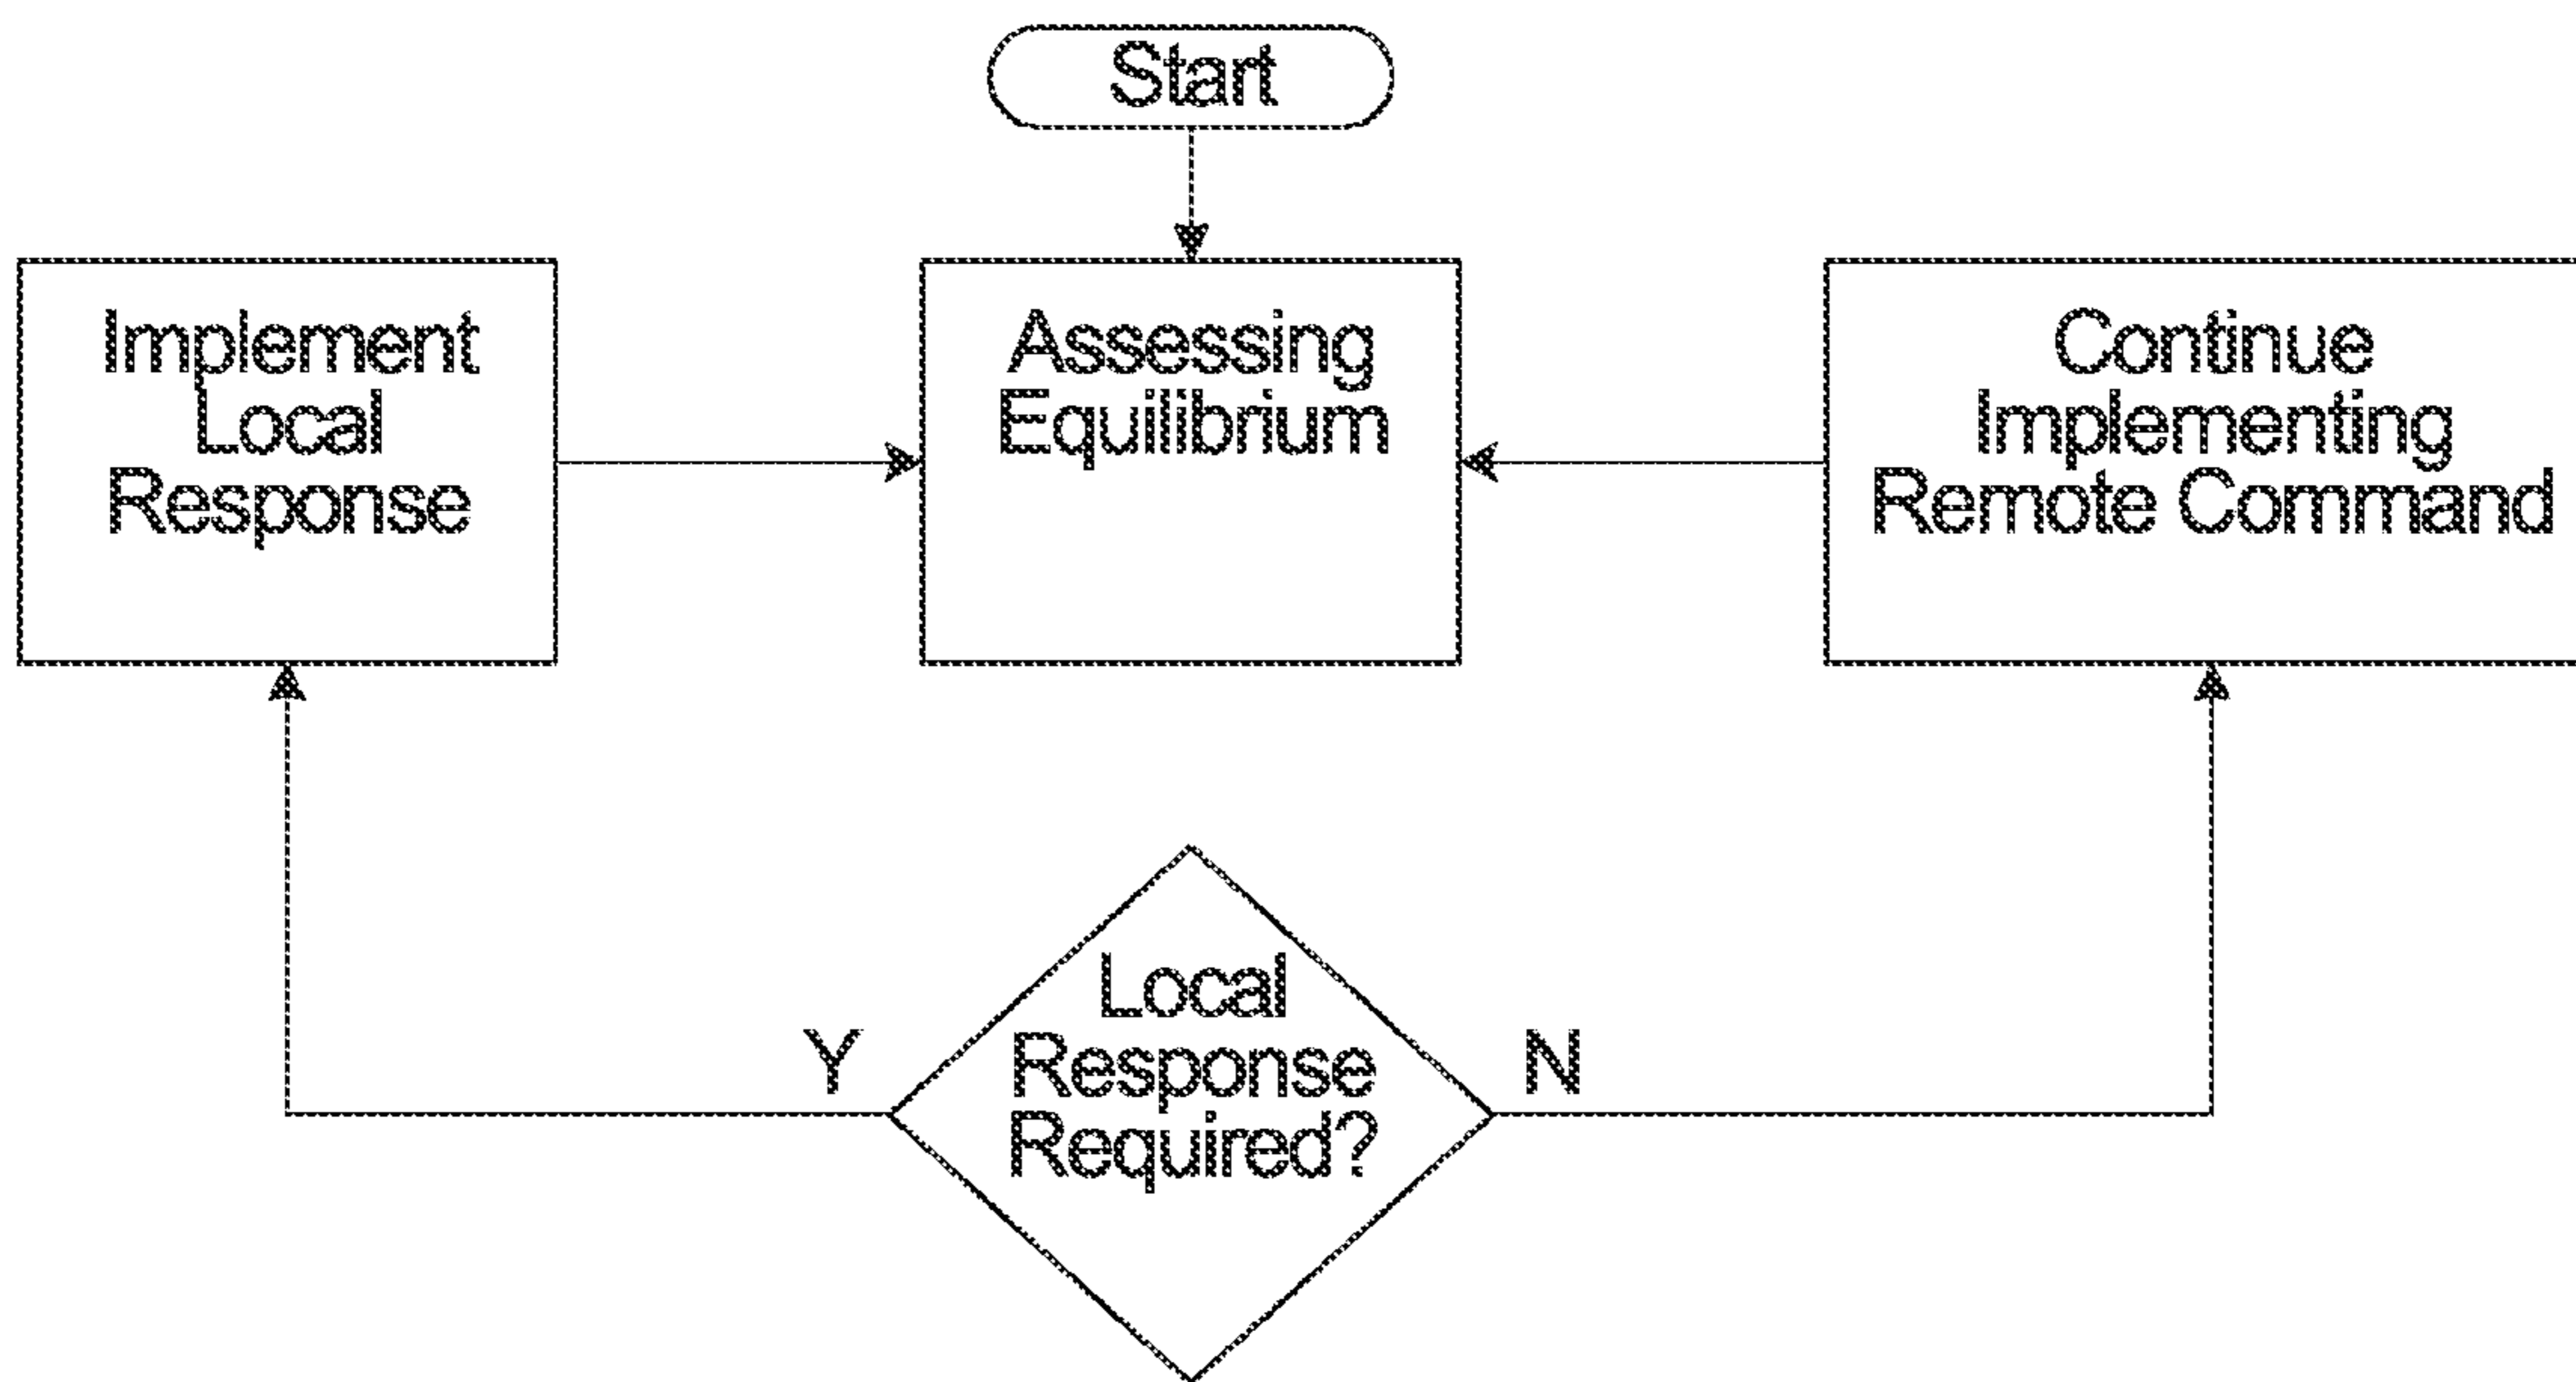 Start
Implement
Local
Response
Assessing
Equilibrium
Continue
Implementing
Remote Command
Y
Local
Response
Required?
N